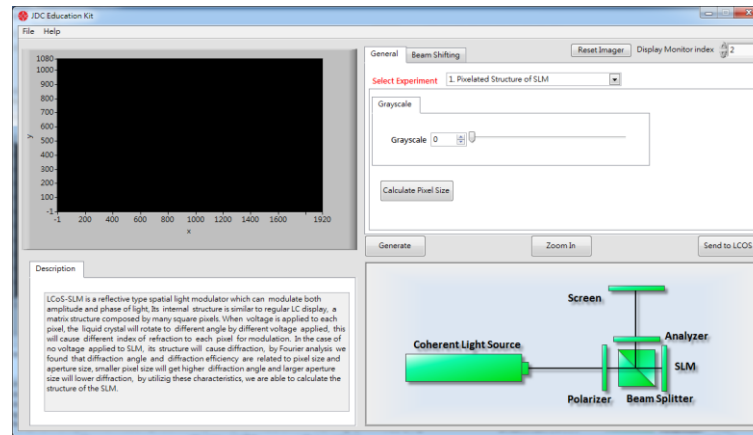 JDC Education Kit
File Help
General Beam Shifting Reset Imager Display Monitor index 2
Select Experiment 1. Pixelated Structure of SLM
Grayscale
Grayscale 0
Calculate Pixel Size
1080
1000
900
800
700
600
500
400
300
200
100
-1
y
-1 200 400 600 800 1000 1200 1400 1600 1920
x
Generate Zoom In Send to LCOS
Description
LCoS-SLM is a reflective type spatial light modulator which can modulate both
amplitude and phase of light, Its internal structure is similar to regular LC display, a
matrix structure composed by many square pixels. When voltage is applied to each
pixel, the liquid crystal will rotate to different angle by different voltage applied, this
will cause different index of refraction to each pixel for modulation. In the case of
no voltage applied to SLM, its structure will cause diffraction, by Fourier analysis we
found that diffraction angle and diffraction efficiency are related to pixel size and
aperture size, smaller pixel size will get higher diffraction angle and larger aperture
size will lower diffraction, by utilizig these characteristics, we are able to calculate the
structure of the SLM.
Screen
Analyzer
Coherent Light Source
SLM
Polarizer Beam Splitter